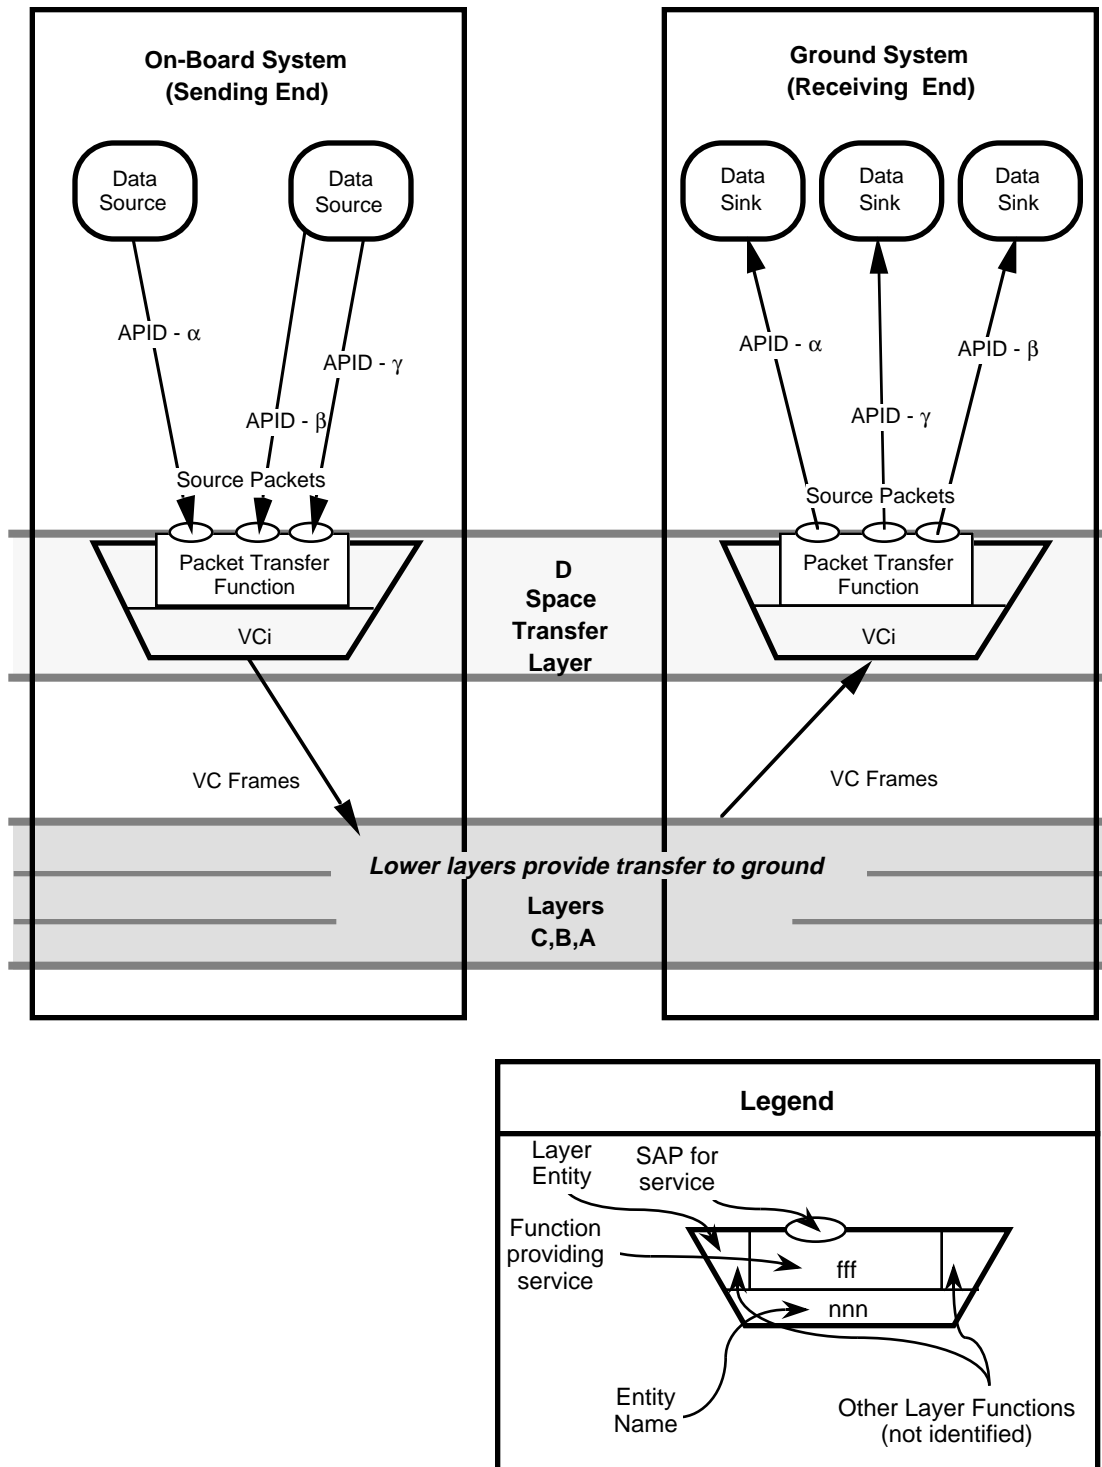 On-Board System
(Sending End)
Ground System
(Receiving End)
Data
Source
Data
Source
Data
Sink
Data
Sink
Data
Sink
APID - α
APID - γ
APID - β
APID - α
APID - β
APID - γ
Source Packets
Source Packets
Packet Transfer
Function
VCi
D
Space
Transfer
Layer
Packet Transfer
Function
VCi
VC Frames
VC Frames
Lower layers provide transfer to ground
Layers
C,B,A
Legend
Layer
Entity
SAP for
service
Function
providing
service
fff
nnn
Entity
Name
Other Layer Functions
(not identified)